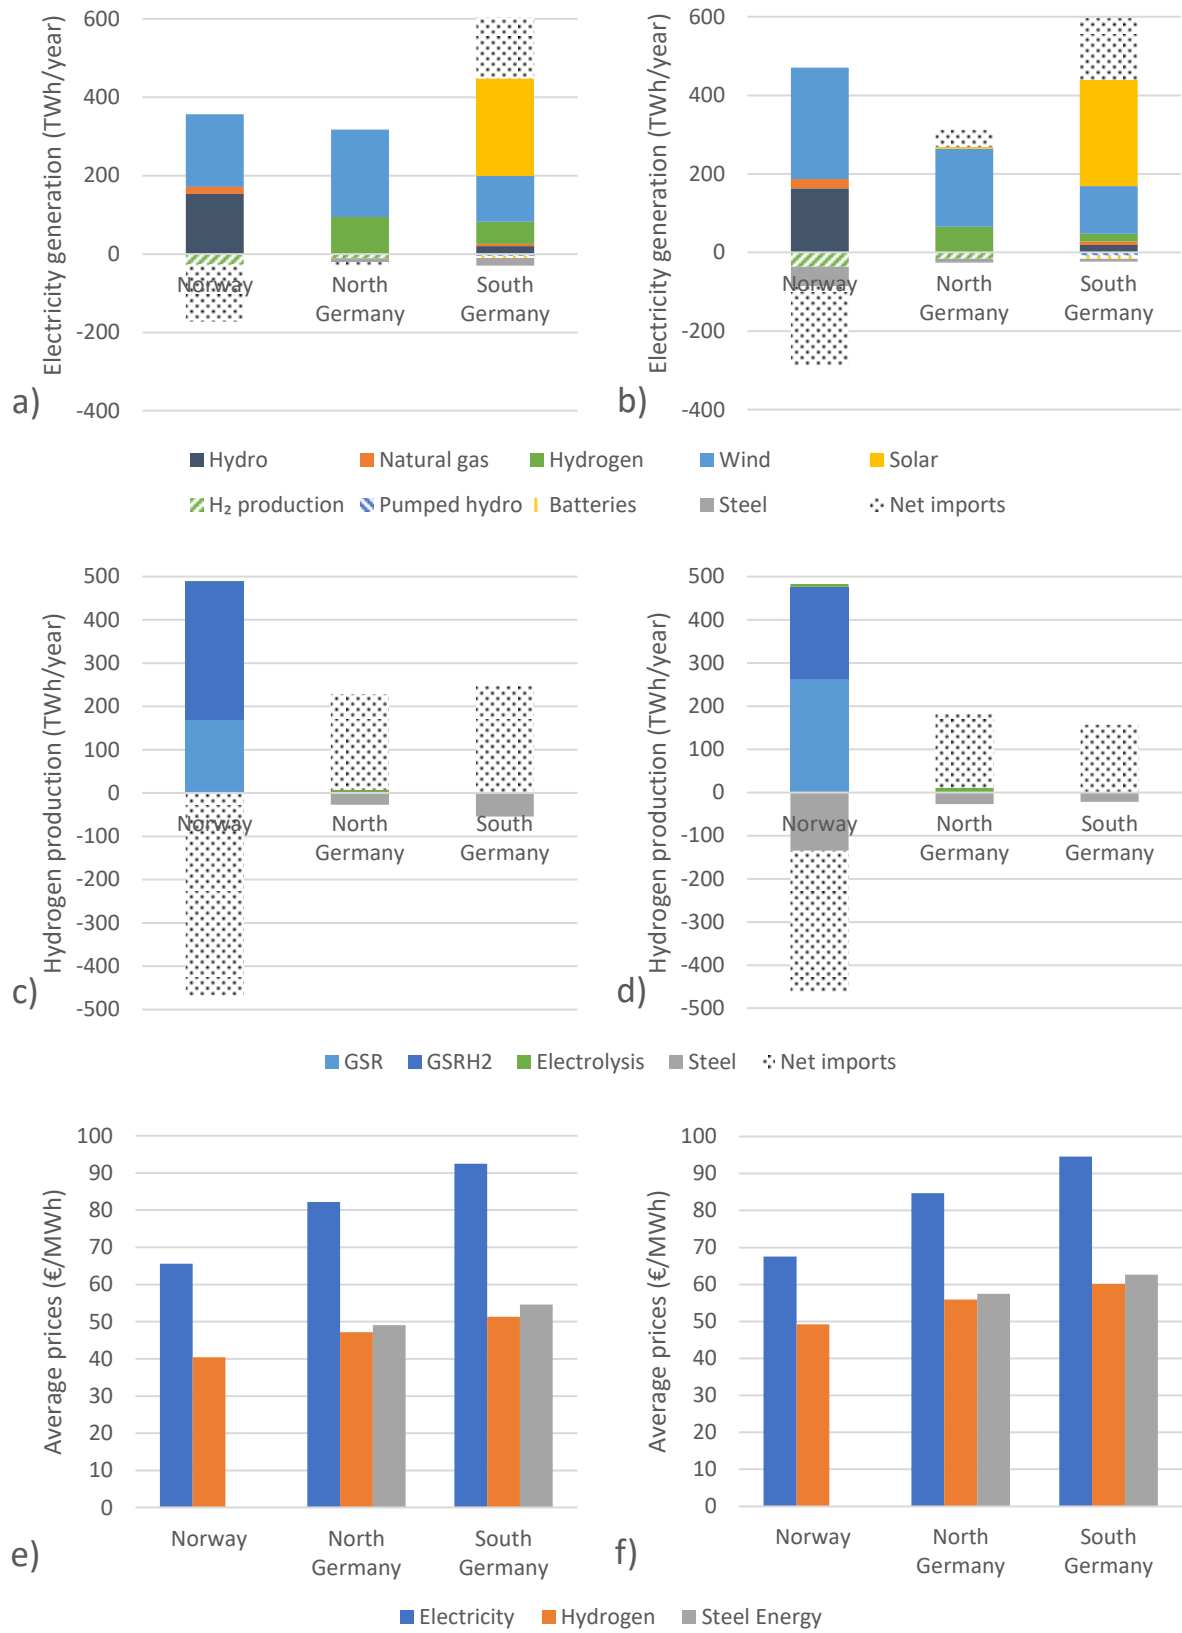 Electricity generation (TWh/year)
600
400
200
0
-200
-400
Norway
North
Germany
South
Germany
a)
Electricity generation (TWh/year)
600
400
200
0
-200
-400
Norway
North
Germany
South
Germany
b)
Hydro
Natural gas
Hydrogen
Wind
Solar
H₂ production
Pumped hydro
Batteries
Steel
Net imports
Hydrogen production (TWh/year)
500
400
300
200
100
0
-100
-200
-300
-400
-500
Norway
North
Germany
South
Germany
c)
Hydrogen production (TWh/year)
500
400
300
200
100
0
-100
-200
-300
-400
-500
Norway
North
Germany
South
Germany
d)
GSR
GSRH2
Electrolysis
Steel
Net imports
Average prices (€/MWh)
100
90
80
70
60
50
40
30
20
10
0
Norway
North
Germany
South
Germany
e)
Average prices (€/MWh)
100
90
80
70
60
50
40
30
20
10
0
Norway
North
Germany
South
Germany
f)
Electricity
Hydrogen
Steel Energy